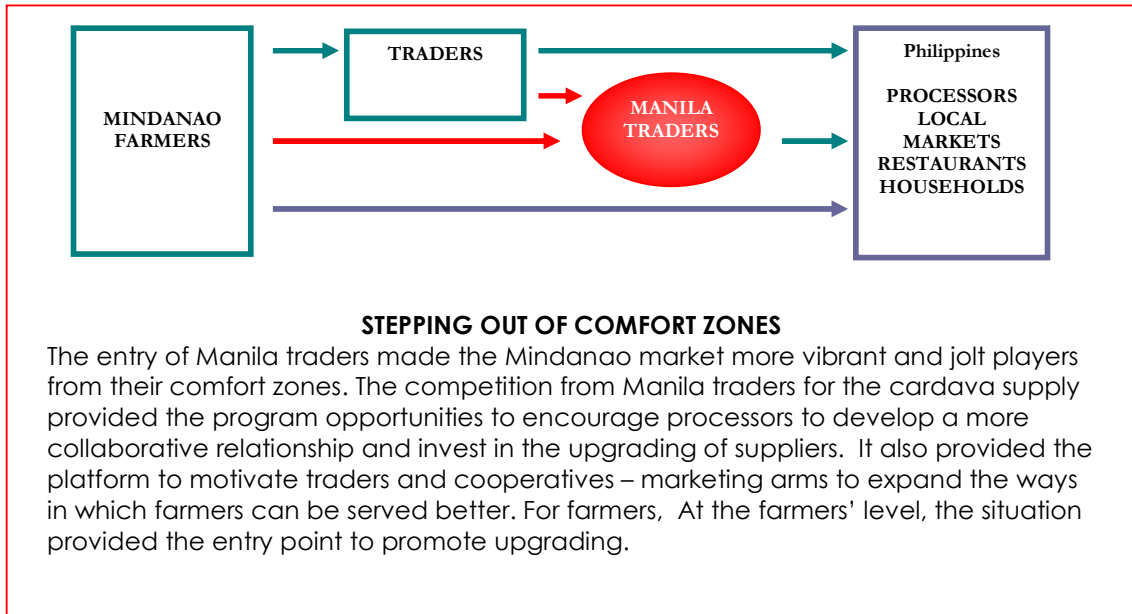 TRADERS
Philippines
MINDANAO
FARMERS
MANILA
TRADERS
PROCESSORS
LOCAL
MARKETS
RESTAURANTS
HOUSEHOLDS
STEPPING OUT OF COMFORT ZONES
The entry of Manila traders made the Mindanao market more vibrant and jolt players
from their comfort zones. The competition from Manila traders for the cardava supply
provided the program opportunities to encourage processors to develop a more
collaborative relationship and invest in the upgrading of suppliers.  It also provided the
platform to motivate traders and cooperatives – marketing arms to expand the ways
in which farmers can be served better. For farmers,  At the farmers’ level, the situation
provided the entry point to promote upgrading.